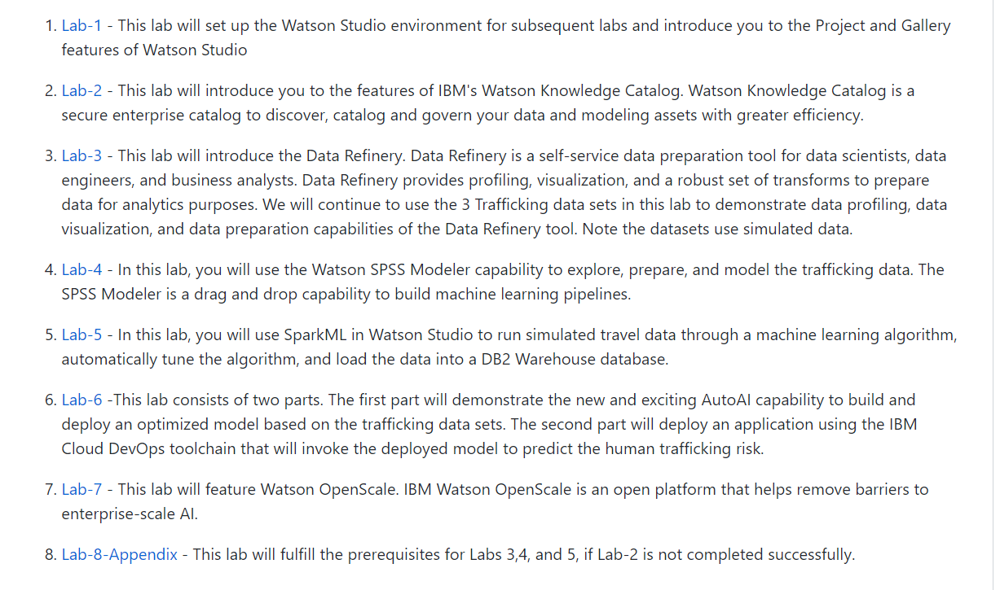 1. Lab-1 - This lab will set up the Watson Studio environment for subsequent labs and introduce you to the Project and Gallery
features of Watson Studio
2. Lab-2 - This lab will introduce you to the features of IBM's Watson Knowledge Catalog. Watson Knowledge Catalog is a
secure enterprise catalog to discover, catalog and govern your data and modeling assets with greater efficiency.
3. Lab-3 - This lab will introduce the Data Refinery. Data Refinery is a self-service data preparation tool for data scientists, data
engineers, and business analysts. Data Refinery provides profiling, visualization, and a robust set of transforms to prepare
data for analytics purposes. We will continue to use the 3 Trafficking data sets in this lab to demonstrate data profiling, data
visualization, and data preparation capabilities of the Data Refinery tool. Note the datasets use simulated data.
4. Lab-4 - In this lab, you will use the Watson SPSS Modeler capability to explore, prepare, and model the trafficking data. The
SPSS Modeler is a drag and drop capability to build machine learning pipelines.
5. Lab-5 - In this lab, you will use SparkML in Watson Studio to run simulated travel data through a machine learning algorithm,
automatically tune the algorithm, and load the data into a DB2 Warehouse database.
6. Lab-6 -This lab consists of two parts. The first part will demonstrate the new and exciting AutoAI capability to build and
deploy an optimized model based on the trafficking data sets. The second part will deploy an application using the IBM
Cloud DevOps toolchain that will invoke the deployed model to predict the human trafficking risk.
7. Lab-7 - This lab will feature Watson OpenScale. IBM Watson OpenScale is an open platform that helps remove barriers to
enterprise-scale AI.
8. Lab-8-Appendix - This lab will fulfill the prerequisites for Labs 3,4, and 5, if Lab-2 is not completed successfully.